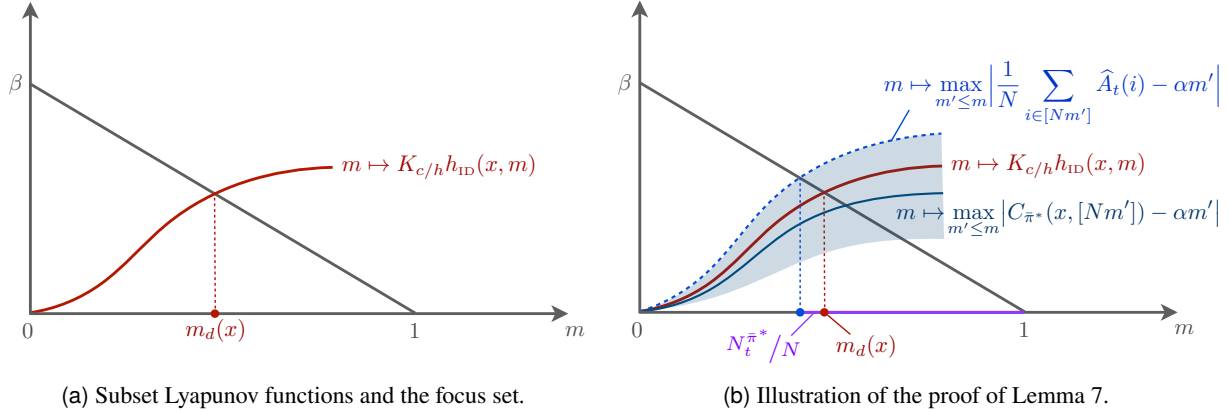 β
m ↦ K_{c/h} h_{ID}(x, m)
0
m_d(x)
1
m
(a) Subset Lyapunov functions and the focus set.
β
m ↦ max_{m'≤m} |1/N ∑_{i∈[Nm']} Â_t(i) − αm'|
m ↦ K_{c/h} h_{ID}(x, m)
m ↦ max_{m'≤m} |C_{π̄*}(x, [Nm']) − αm'|
0
1
m
N_t^{π̄*}/N
m_d(x)
(b) Illustration of the proof of Lemma 7.